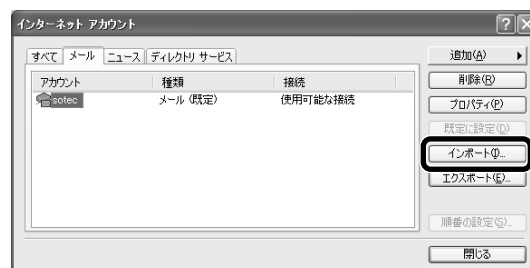 インターネット アカウント
すべて メール ニュース ディレクトリ サービス
アカウント 種類 接続
sotec メール (既定) 使用可能な接続
追加(A)
削除(R)
プロパティ(P)
既定に設定(D)
インポート(I)...
エクスポート(E)...
順番の設定(S)...
閉じる